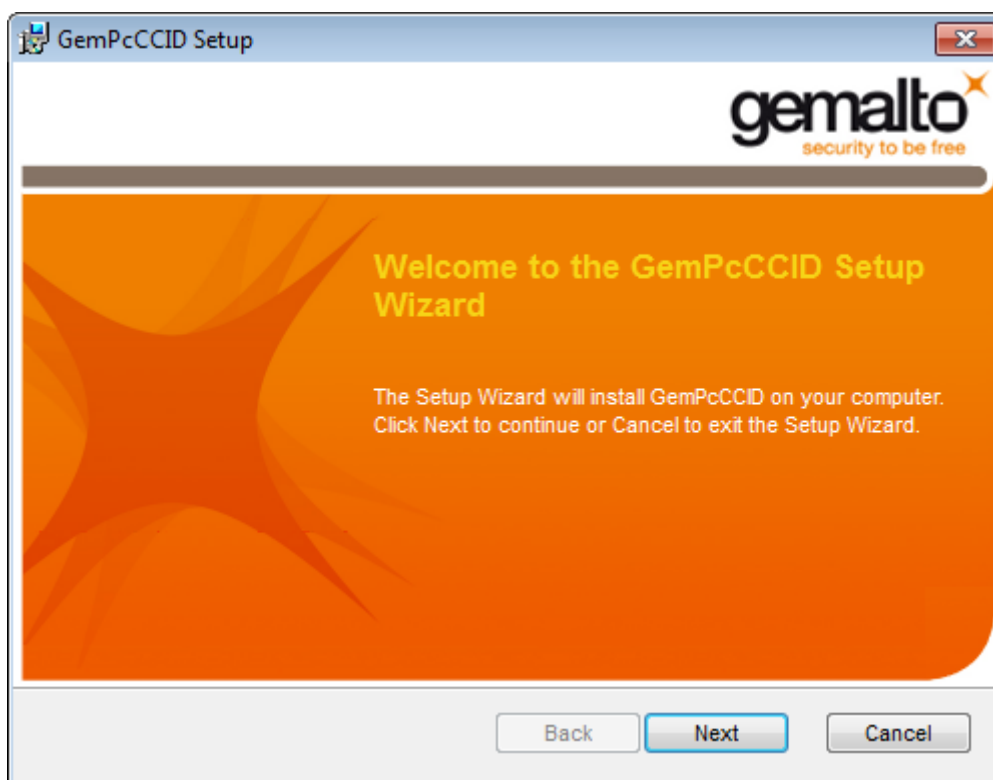 GemPcCCID Setup
gemalto
security to be free
Welcome to the GemPcCCID Setup
Wizard
The Setup Wizard will install GemPcCCID on your computer.
Click Next to continue or Cancel to exit the Setup Wizard.
Back Next Cancel